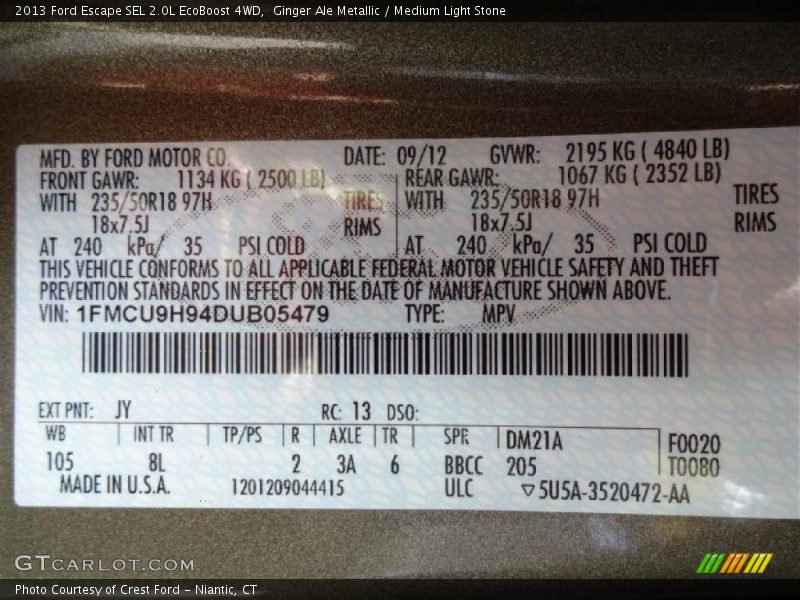 2013 Ford Escape SEL 2.0L EcoBoost 4WD, Ginger Ale Metallic / Medium Light Stone
MFD. BY FORD MOTOR CO. DATE: 09/12 GVWR: 2195 KG ( 4840 LB)
FRONT GAWR: 1134 KG ( 2500 LB) REAR GAWR: 1067 KG ( 2352 LB)
WITH 235/50R18 97H TIRES WITH 235/50R18 97H TIRES
18x7.5J RIMS 18x7.5J RIMS
AT 240 kPa/ 35 PSI COLD AT 240 kPa/ 35 PSI COLD
THIS VEHICLE CONFORMS TO ALL APPLICABLE FEDERAL MOTOR VEHICLE SAFETY AND THEFT
PREVENTION STANDARDS IN EFFECT ON THE DATE OF MANUFACTURE SHOWN ABOVE.
VIN: 1FMCU9H94DUB05479 TYPE: MPV
EXT PNT: JY RC: 13 DSO:
WB INT TR TP/PS R AXLE TR SPR DM21A F0020
105 8L 2 3A 6 BBCC 205 T0080
MADE IN U.S.A. 1201209044415 ULC ▽5U5A-3520472-AA
GTCARLOT.COM
Photo Courtesy of Crest Ford - Niantic, CT